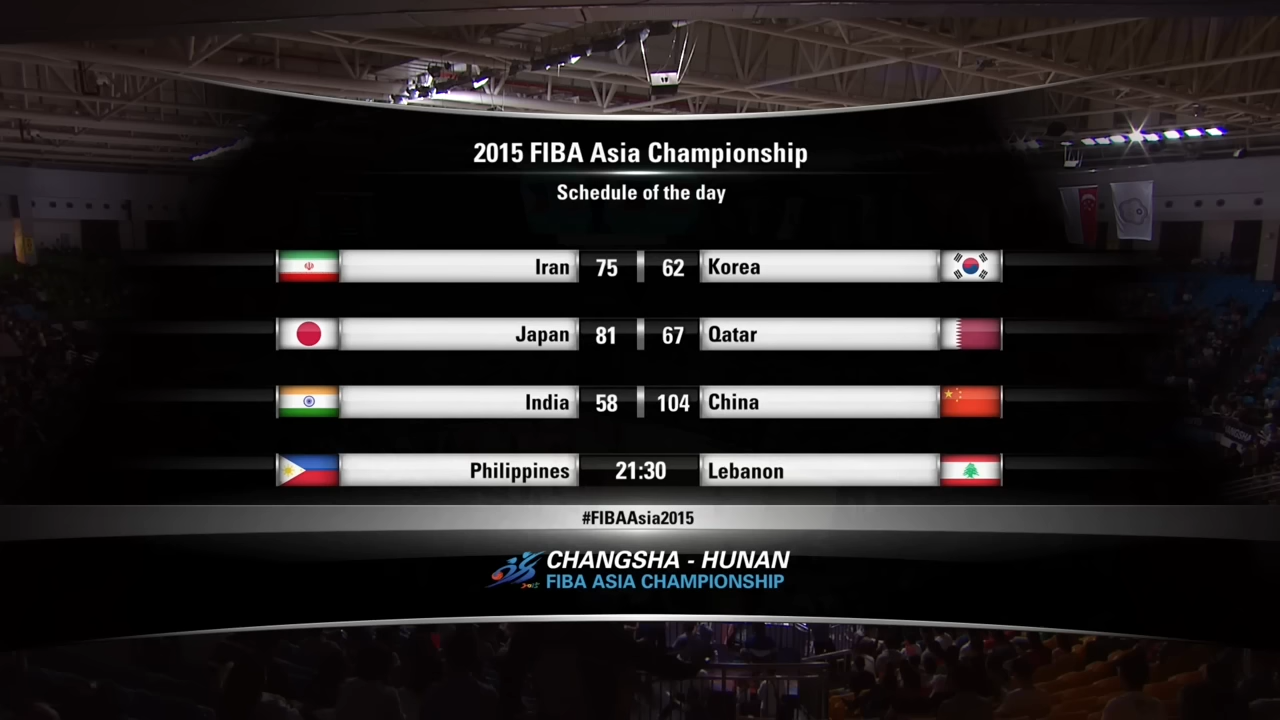 2015 FIBA Asia Championship
Schedule of the day
Iran 75 62 Korea
Japan 81 67 Qatar
India 58 104 China
Philippines 21:30 Lebanon
#FIBAAsia2015
CHANGSHA - HUNAN
FIBA ASIA CHAMPIONSHIP